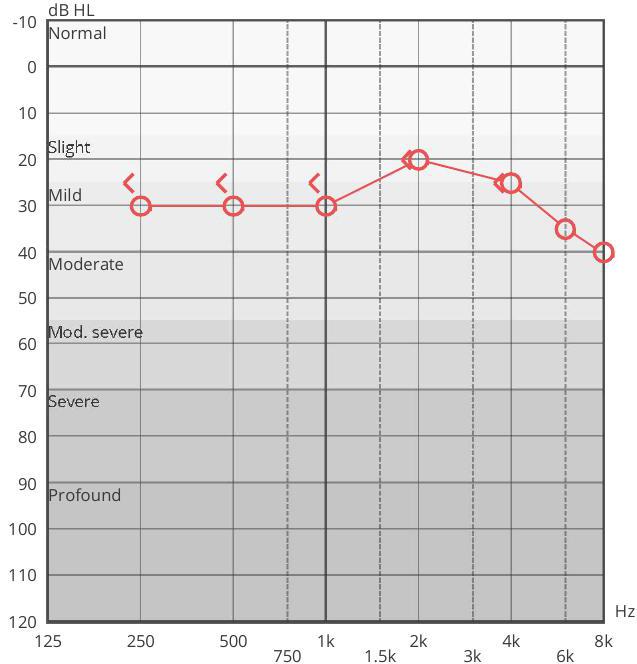 dB HL
-10
Normal
0
10
Slight
20
Mild
30
40
Moderate
50
Mod. severe
60
70
Severe
80
90
Profound
100
110
120
Hz
125 250 500 1k 2k 4k 8k
750 1.5k 3k 6k